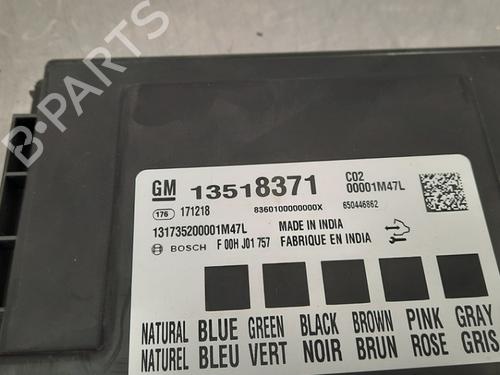 B-PARTS
GM 13518371 C02
00001M47L
176 171218 8360100000000X 650446862
131735200001M47L MADE IN INDIA
BOSCH F 00H J01 757 FABRIQUE EN INDIA
NATURAL BLUE GREEN BLACK BROWN PINK GRAY
NATUREL BLEU VERT NOIR BRUN ROSE GRIS